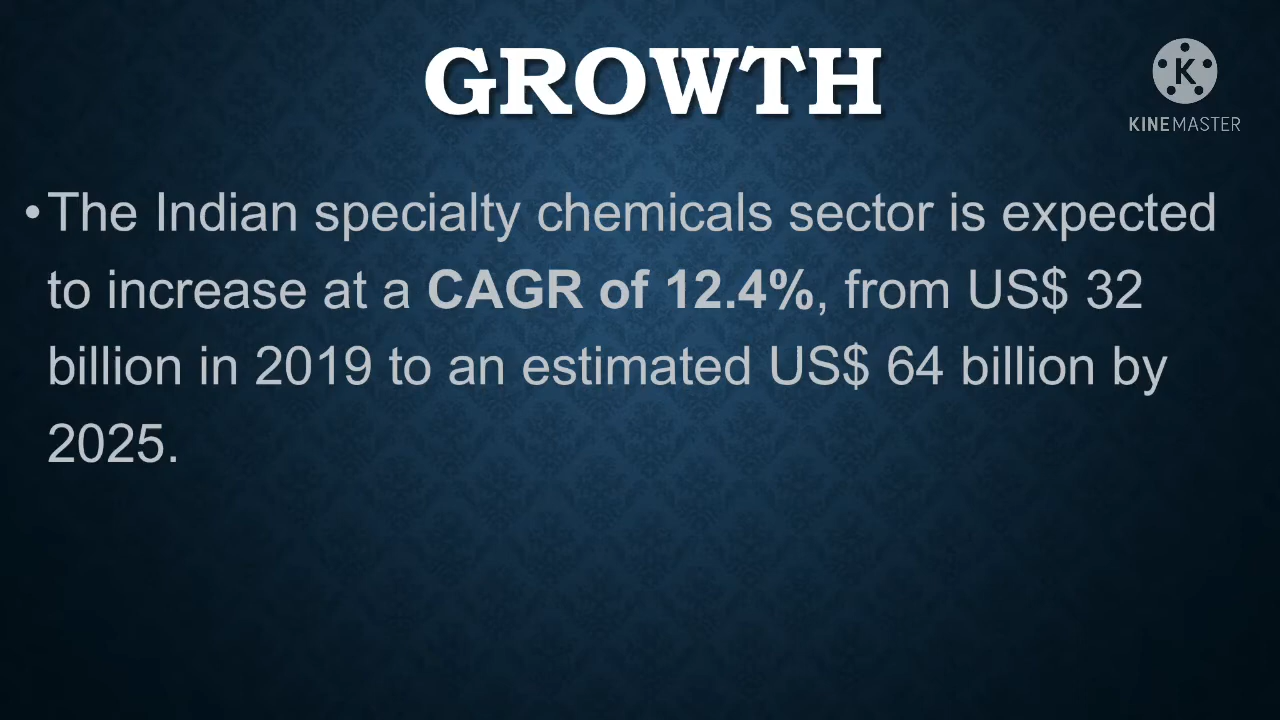 GROWTH
K
KINEMASTER
•The Indian specialty chemicals sector is expected
to increase at a CAGR of 12.4%, from US$ 32
billion in 2019 to an estimated US$ 64 billion by
2025.